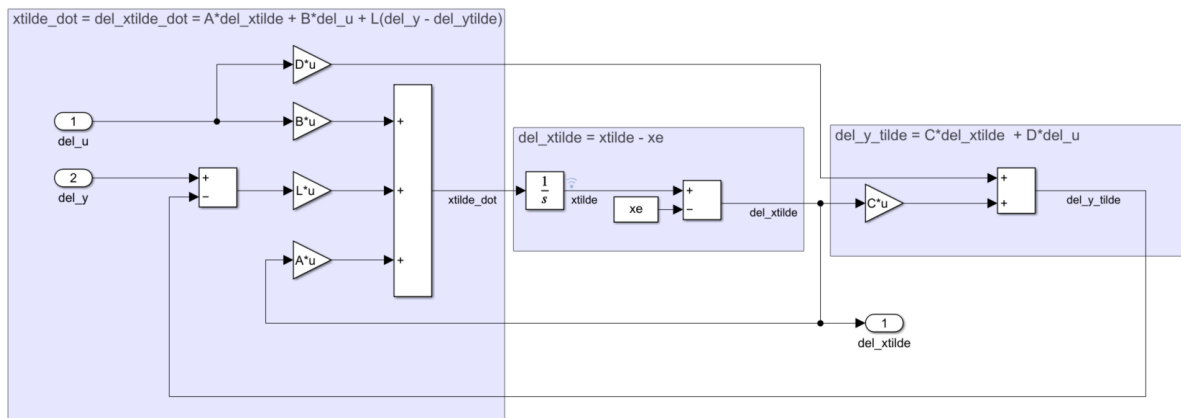 xtilde_dot = del_xtilde_dot = A*del_xtilde + B*del_u + L(del_y - del_ytilde)
D*u
1
del_u
B*u
+
del_xtilde = xtilde - xe
del_y_tilde = C*del_xtilde  + D*del_u
2
del_y
+
−
L*u
+
xtilde_dot
1
s
xtilde
xe
+
−
del_xtilde
C*u
+
+
del_y_tilde
A*u
+
1
del_xtilde